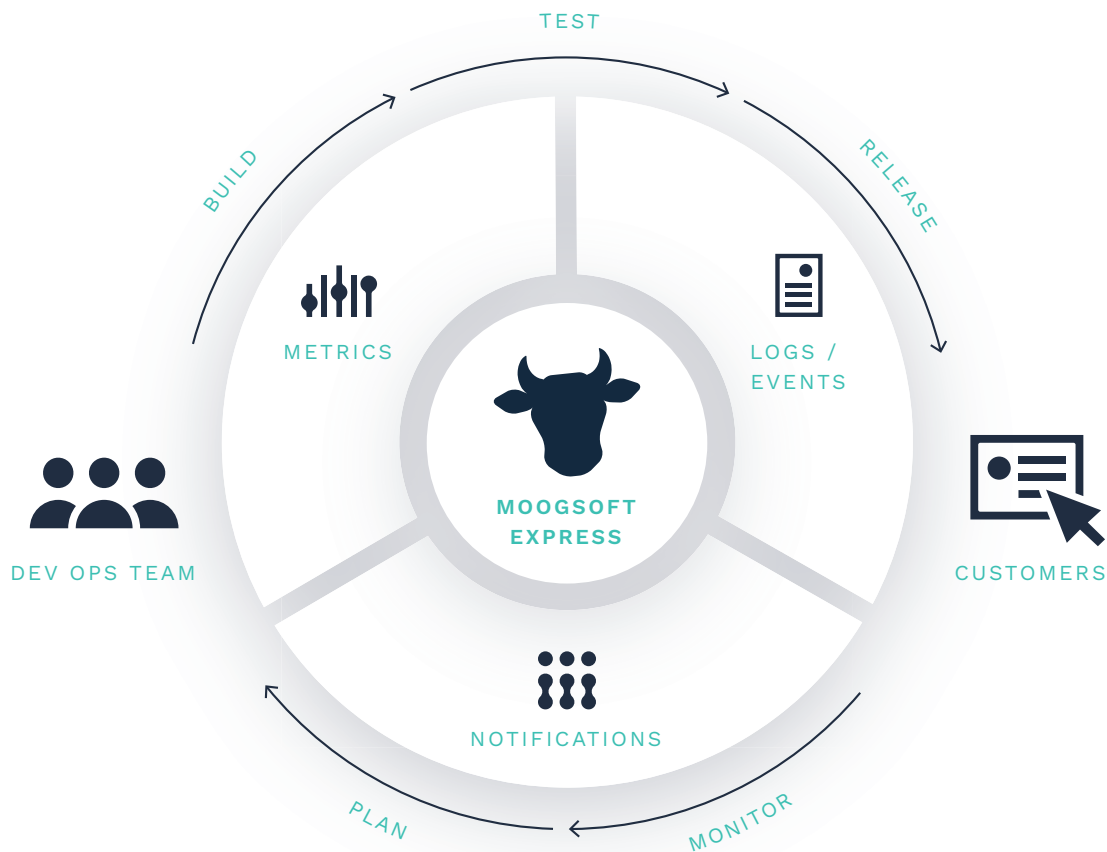 TEST
BUILD
RELEASE
METRICS
LOGS /
EVENTS
MOOGSOFT
EXPRESS
DEV OPS TEAM
CUSTOMERS
NOTIFICATIONS
PLAN
MONITOR